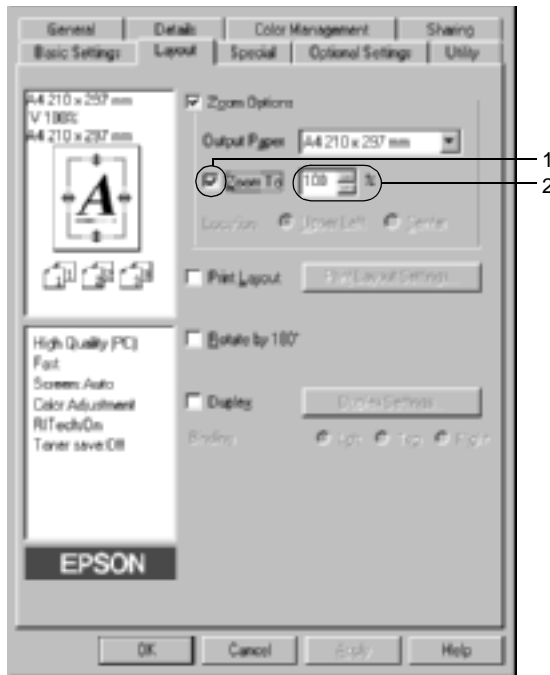 General Details Color Management Sharing
Basic Settings Layout Special Optional Settings Utility
A4 210 x 297 mm
V 100%
A4 210 x 297 mm
A
Zoom Options
Output Paper A4 210 x 297 mm
Zoom To 100 %
1
2
Location Upper Left Center
Print Layout Print Layout Settings...
Rotate by 180°
Duplex Duplex Settings...
Binding Left Top Right
High Quality (PC)
Fast
Screen: Auto
Color Adjustment
RITech:On
Toner save:Off
EPSON
OK Cancel Apply Help